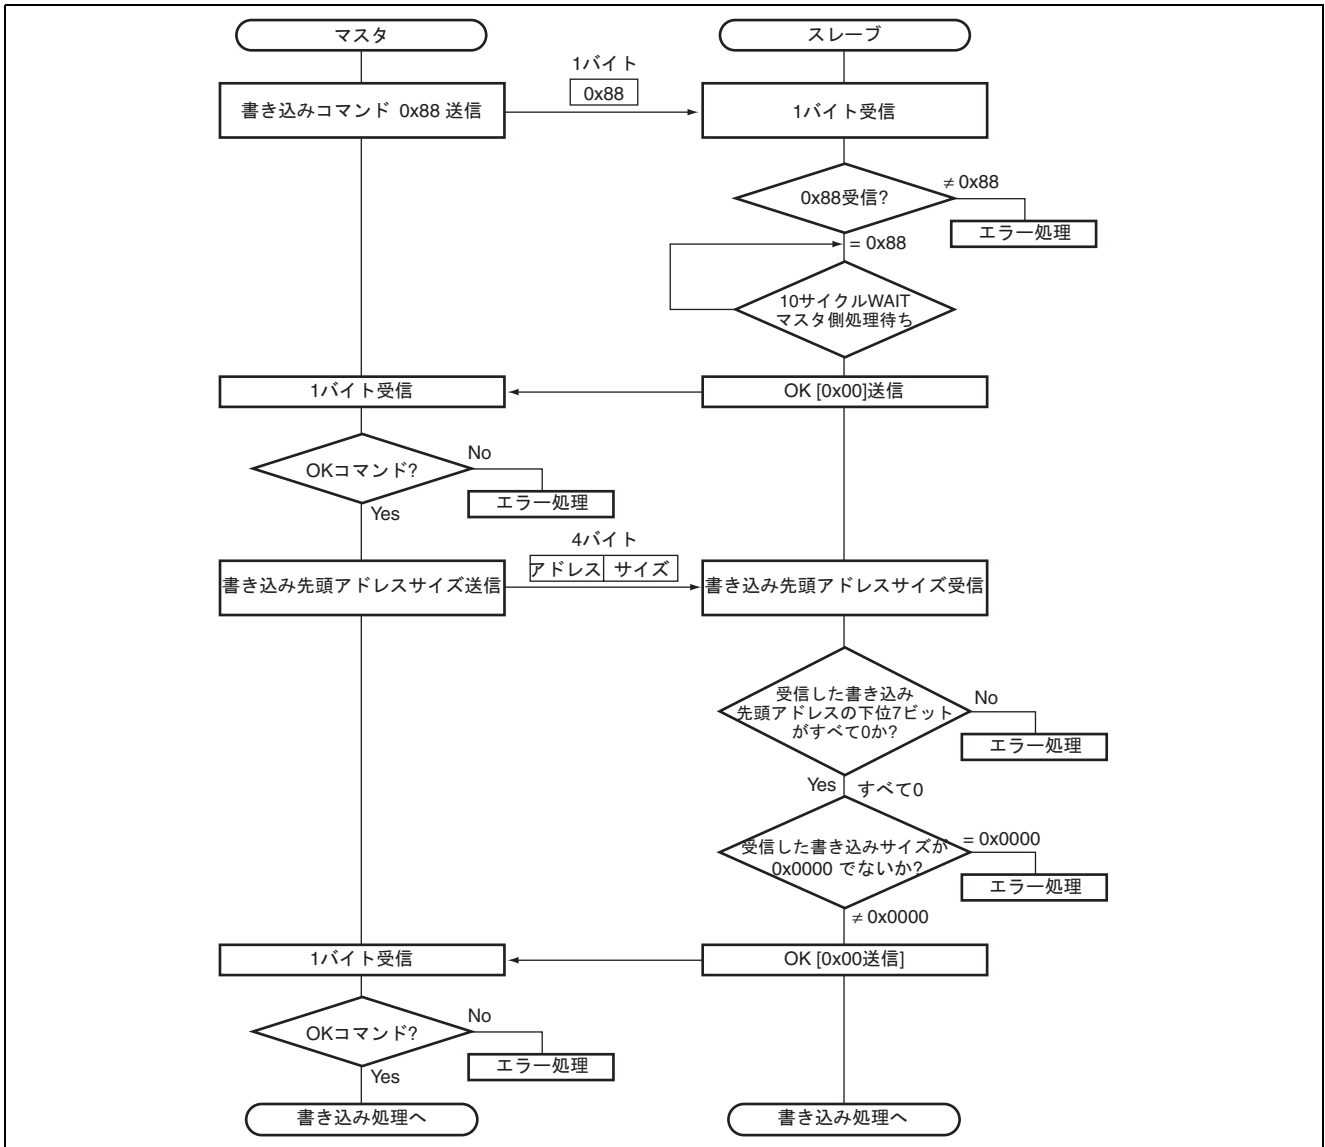 マスタ
スレーブ
1バイト
0x88
書き込みコマンド 0x88 送信
1バイト受信
0x88受信?
≠ 0x88
エラー処理
= 0x88
10サイクルWAIT
マスタ側処理待ち
1バイト受信
OK [0x00]送信
OKコマンド?
No
エラー処理
Yes
4バイト
アドレス サイズ
書き込み先頭アドレスサイズ送信
書き込み先頭アドレスサイズ受信
受信した書き込み
先頭アドレスの下位7ビット
がすべて0か?
No
エラー処理
Yes すべて0
受信した書き込みサイズが
0x0000 でないか?
= 0x0000
エラー処理
≠ 0x0000
1バイト受信
OK [0x00送信]
OKコマンド?
No
エラー処理
Yes
書き込み処理へ
書き込み処理へ